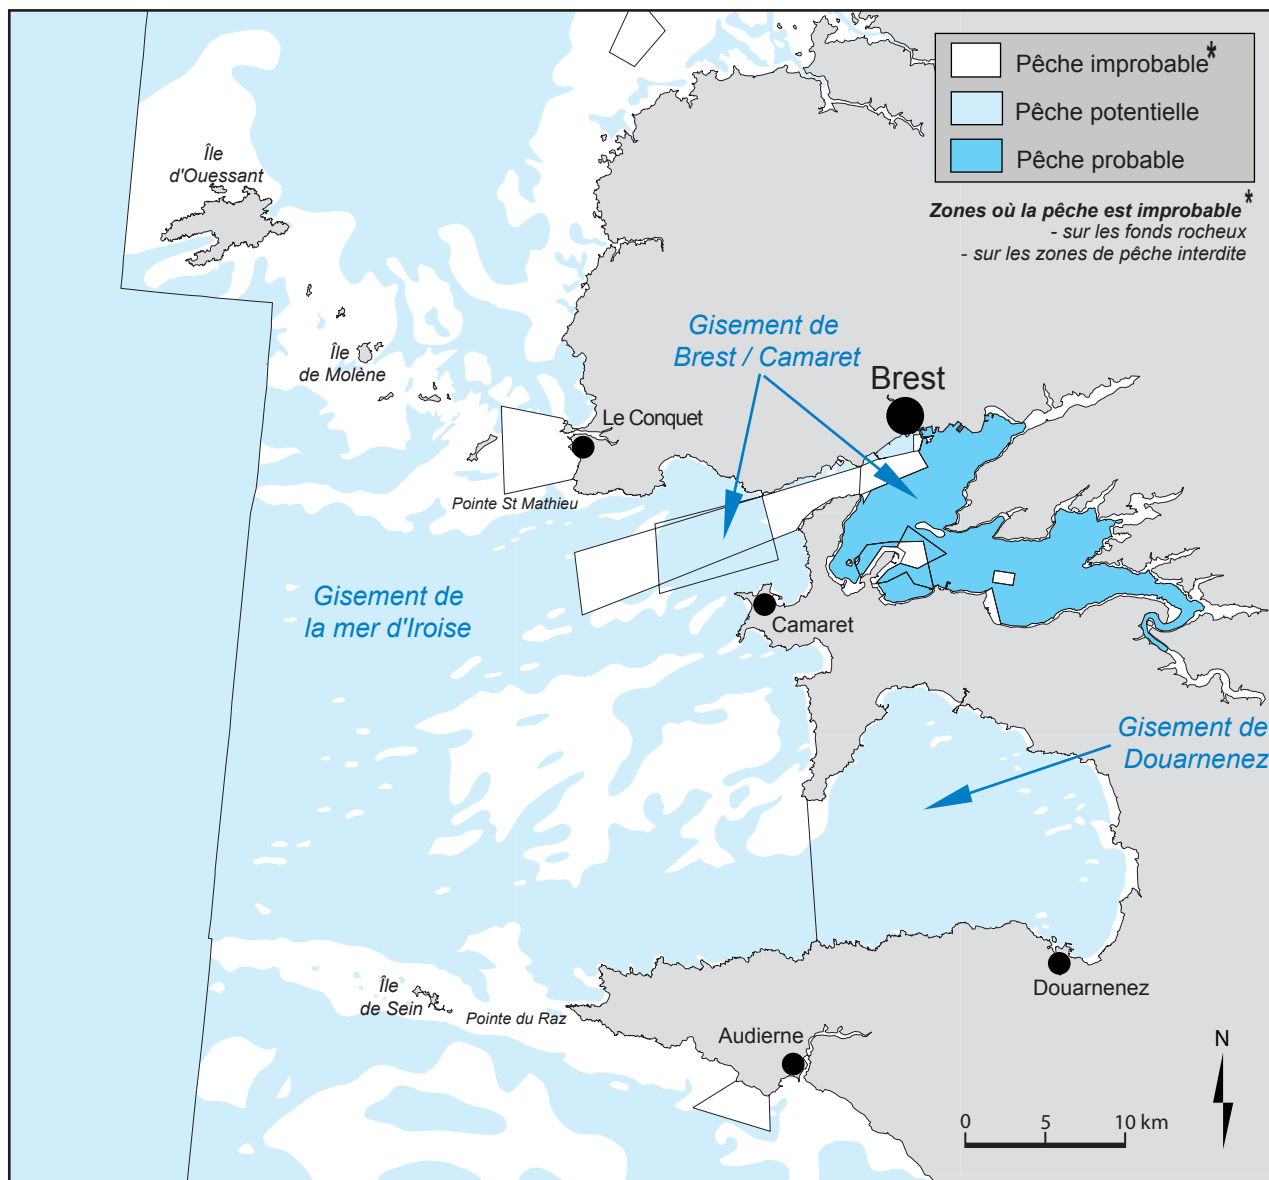 Pêche improbable*
Pêche potentielle
Pêche probable
Zones où la pêche est improbable*
- sur les fonds rocheux
- sur les zones de pêche interdite
Île
d'Ouessant
Île
de Molène
Gisement de
Brest / Camaret
Brest
Le Conquet
Pointe St Mathieu
Gisement de
la mer d'Iroise
Camaret
Gisement de
Douarnenez
Île
de Sein
Pointe du Raz
Douarnenez
Audierne
N
0 5 10 km